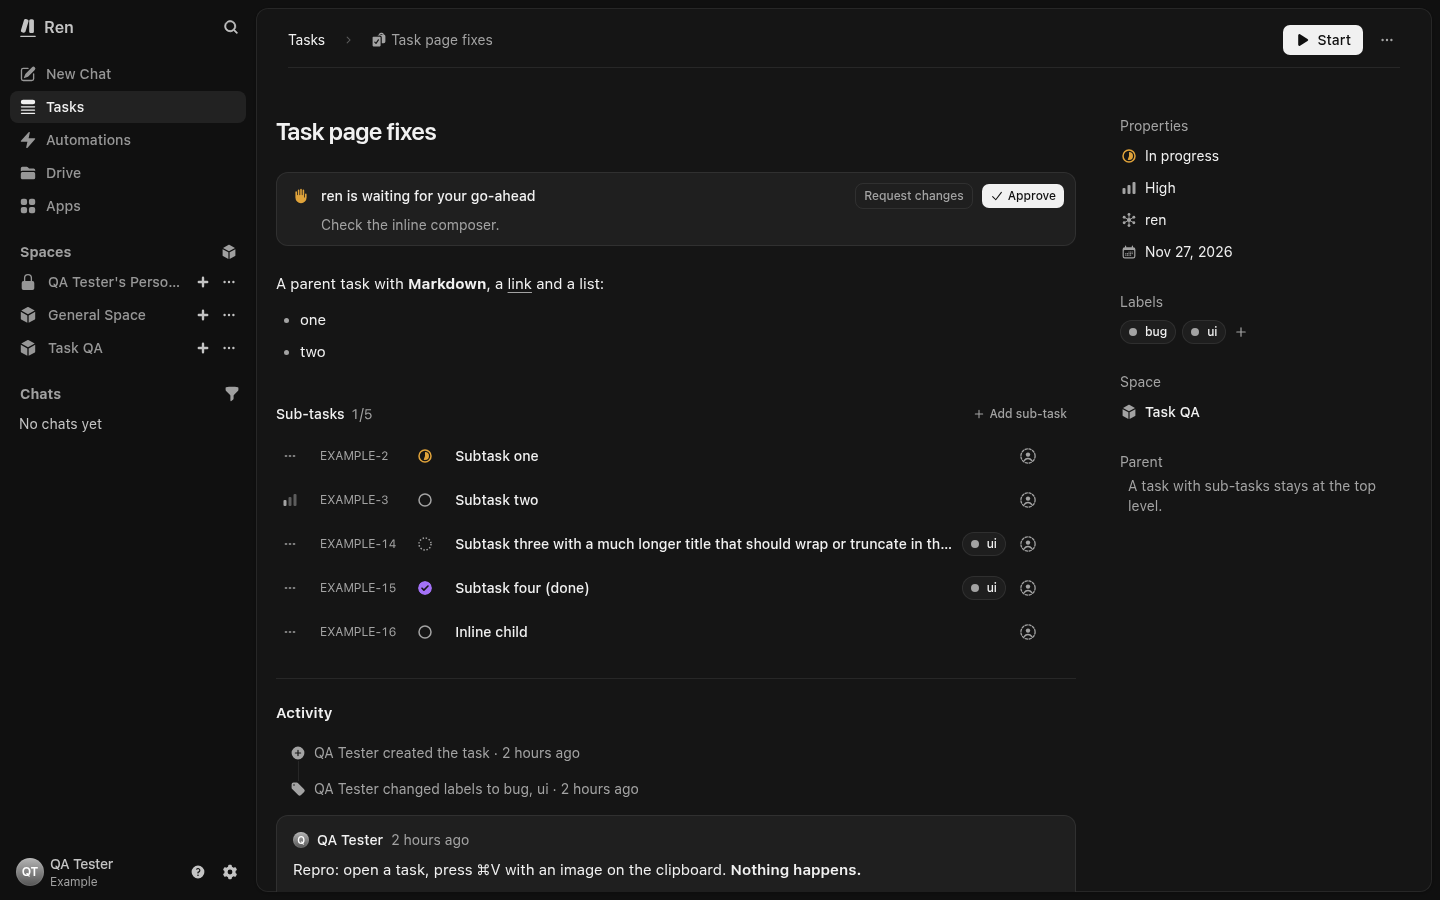 Ren
New Chat
Tasks
Automations
Drive
Apps
Spaces
QA Tester's Perso...
General Space
Task QA
Chats
No chats yet
QT
QA Tester
Example
Tasks
Task page fixes
Start
Task page fixes
ren is waiting for your go-ahead
Request changes
Approve
Check the inline composer.
A parent task with Markdown, a link and a list:
• one
• two
Sub-tasks 1/5
Add sub-task
EXAMPLE-2 Subtask one
EXAMPLE-3 Subtask two
EXAMPLE-14 Subtask three with a much longer title that should wrap or truncate in th... ui
EXAMPLE-15 Subtask four (done) ui
EXAMPLE-16 Inline child
Activity
QA Tester created the task · 2 hours ago
QA Tester changed labels to bug, ui · 2 hours ago
Q QA Tester 2 hours ago
Repro: open a task, press ⌘V with an image on the clipboard. Nothing happens.
Properties
In progress
High
ren
Nov 27, 2026
Labels
bug ui
Space
Task QA
Parent
A task with sub-tasks stays at the top
level.